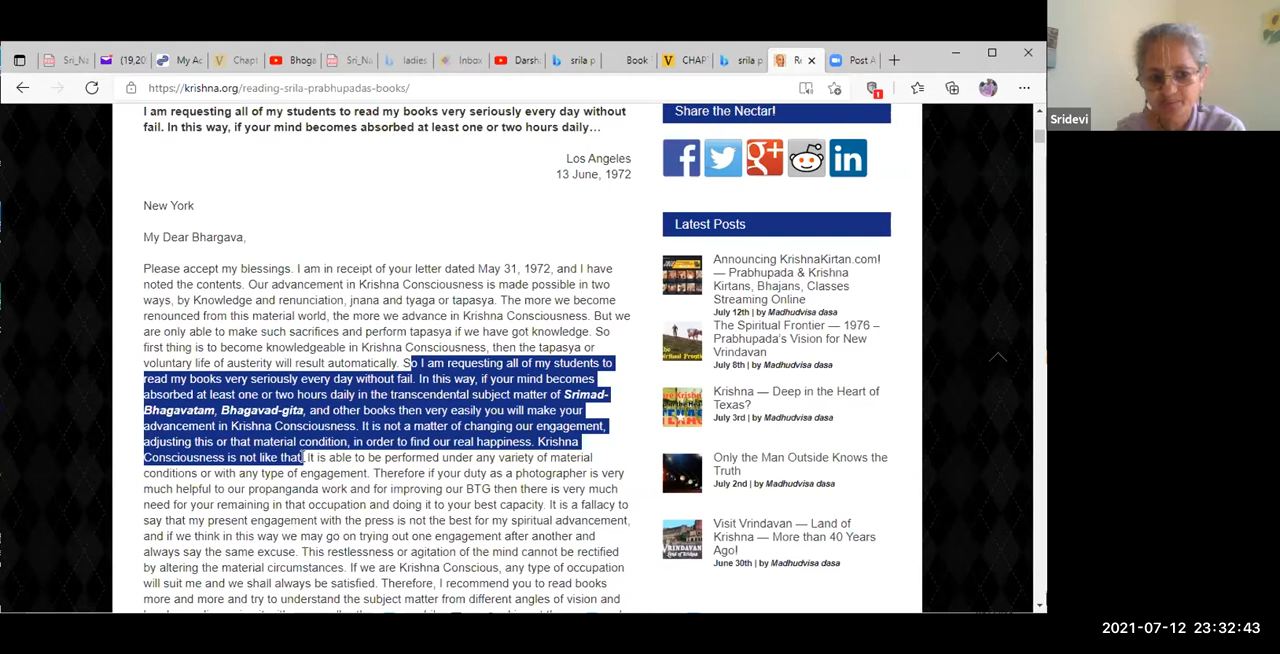 Sri_Na
(19,20
My Ac
Chapt
Bhoga
Sri_Na
ladies
Inbox
Darsh
srila p
Book
CHAP
srila p
Re
Post A
https://krishna.org/reading-srila-prabhupadas-books/
1
I am requesting all of my students to read my books very seriously every day without
fail. In this way, if your mind becomes absorbed at least one or two hours daily…
Los Angeles
13 June, 1972
New York
My Dear Bhargava,
Please accept my blessings. I am in receipt of your letter dated May 31, 1972, and I have
noted the contents. Our advancement in Krishna Consciousness is made possible in two
ways, by Knowledge and renunciation, jnana and tyaga or tapasya. The more we become
renounced from this material world, the more we advance in Krishna Consciousness. But we
are only able to make such sacrifices and perform tapasya if we have got knowledge. So
first thing is to become knowledgeable in Krishna Consciousness, then the tapasya or
voluntary life of austerity will result automatically. So I am requesting all of my students to
read my books very seriously every day without fail. In this way, if your mind becomes
absorbed at least one or two hours daily in the transcendental subject matter of Srimad-
Bhagavatam, Bhagavad-gita, and other books then very easily you will make your
advancement in Krishna Consciousness. It is not a matter of changing our engagement,
adjusting this or that material condition, in order to find our real happiness. Krishna
Consciousness is not like that. It is able to be performed under any variety of material
conditions or with any type of engagement. Therefore if your duty as a photographer is very
much helpful to our propanganda work and for improving our BTG then there is very much
need for your remaining in that occupation and doing it to your best capacity. It is a fallacy to
say that my present engagement with the press is not the best for my spiritual advancement,
and if we think in this way we may go on trying out one engagement after another and
always say the same excuse. This restlessness or agitation of the mind cannot be rectified
by altering the material circumstances. If we are Krishna Conscious, any type of occupation
will suit me and we shall always be satisfied. Therefore, I recommend you to read books
more and more and try to understand the subject matter from different angles of vision and
Share the Nectar!
Latest Posts
Announcing KrishnaKirtan.com!
— Prabhupada & Krishna
Kirtans, Bhajans, Classes
Streaming Online
July 12th | by Madhudvisa dasa
The Spiritual Frontier — 1976 –
Prabhupada's Vision for New
Vrindavan
July 8th | by Madhudvisa dasa
Krishna — Deep in the Heart of
Texas?
July 3rd | by Madhudvisa dasa
Only the Man Outside Knows the
Truth
July 2nd | by Madhudvisa dasa
Visit Vrindavan — Land of
Krishna — More than 40 Years
Ago!
June 30th | by Madhudvisa dasa
Sridevi
2021-07-12 23:32:43